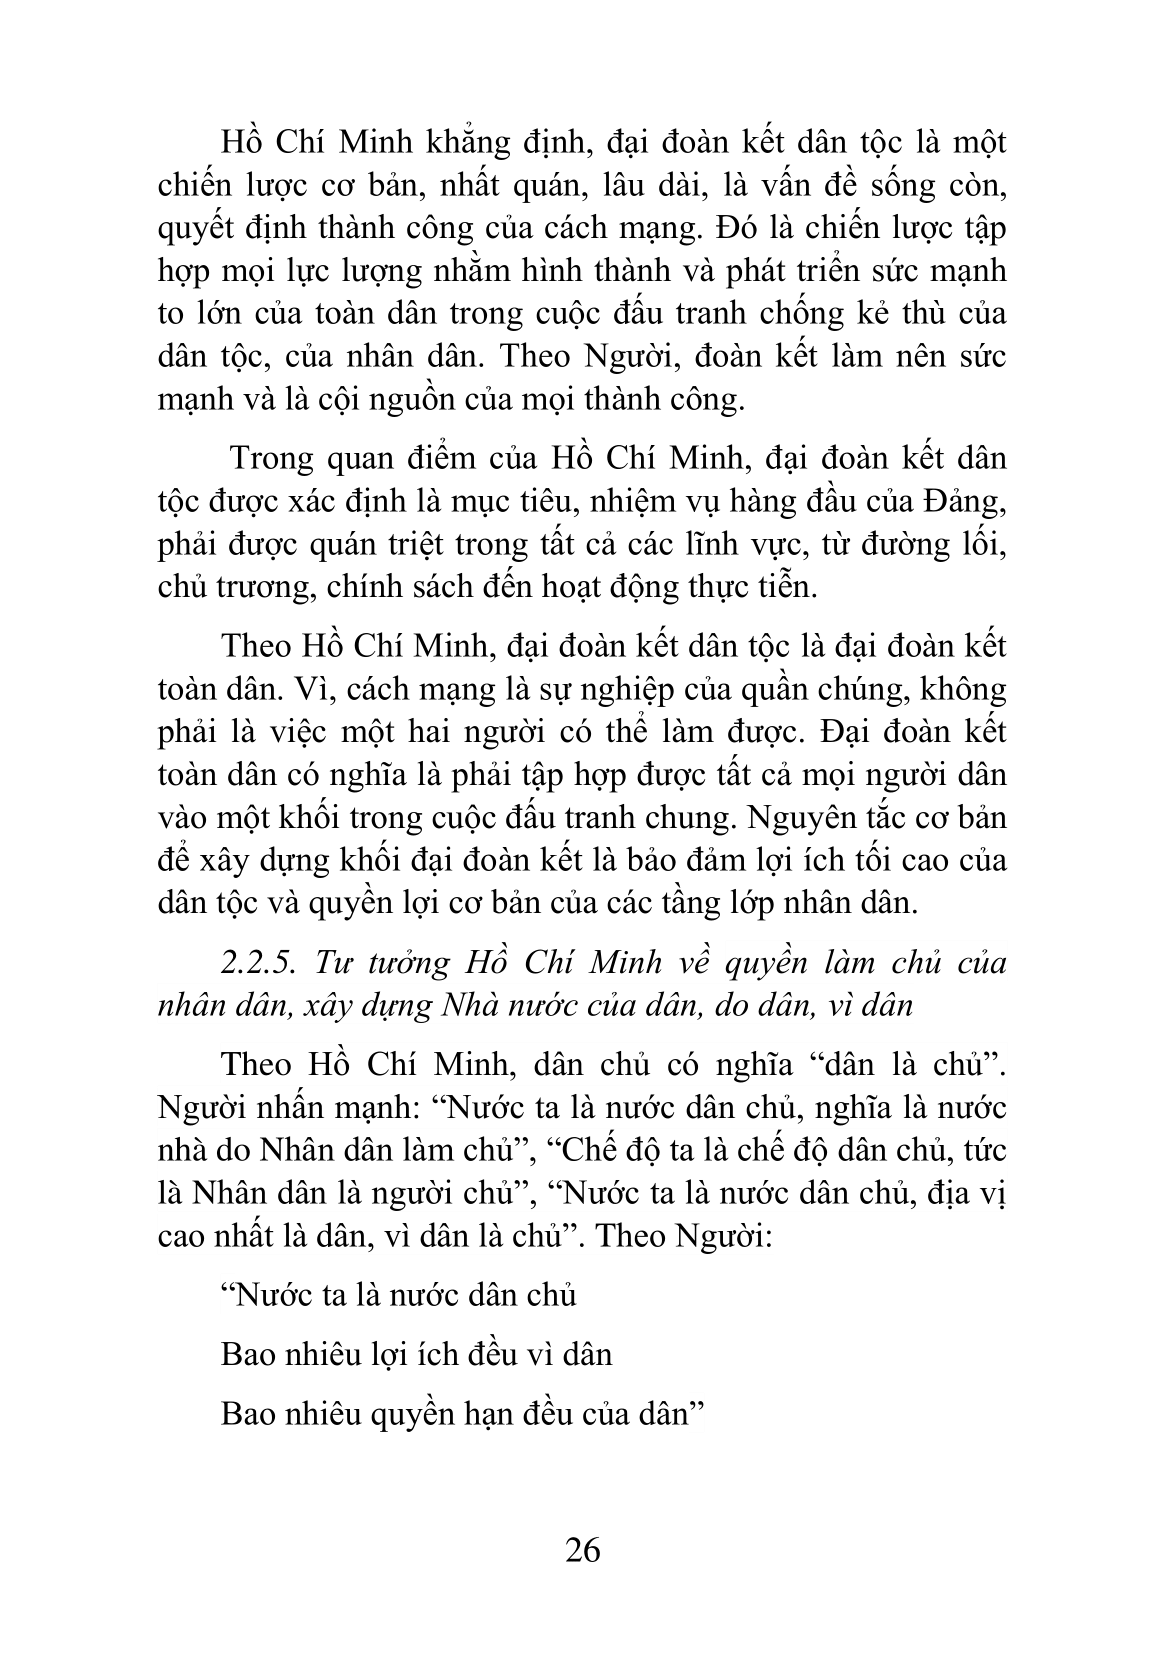 Hồ Chí Minh khẳng định, đại đoàn kết dân tộc là một
chiến lược cơ bản, nhất quán, lâu dài, là vấn đề sống còn,
quyết định thành công của cách mạng. Đó là chiến lược tập
hợp mọi lực lượng nhằm hình thành và phát triển sức mạnh
to lớn của toàn dân trong cuộc đấu tranh chống kẻ thù của
dân tộc, của nhân dân. Theo Người, đoàn kết làm nên sức
mạnh và là cội nguồn của mọi thành công.
Trong quan điểm của Hồ Chí Minh, đại đoàn kết dân
tộc được xác định là mục tiêu, nhiệm vụ hàng đầu của Đảng,
phải được quán triệt trong tất cả các lĩnh vực, từ đường lối,
chủ trương, chính sách đến hoạt động thực tiễn.
Theo Hồ Chí Minh, đại đoàn kết dân tộc là đại đoàn kết
toàn dân. Vì, cách mạng là sự nghiệp của quần chúng, không
phải là việc một hai người có thể làm được. Đại đoàn kết
toàn dân có nghĩa là phải tập hợp được tất cả mọi người dân
vào một khối trong cuộc đấu tranh chung. Nguyên tắc cơ bản
để xây dựng khối đại đoàn kết là bảo đảm lợi ích tối cao của
dân tộc và quyền lợi cơ bản của các tầng lớp nhân dân.
2.2.5. Tư tưởng Hồ Chí Minh về quyền làm chủ của
nhân dân, xây dựng Nhà nước của dân, do dân, vì dân
Theo Hồ Chí Minh, dân chủ có nghĩa “dân là chủ”.
Người nhấn mạnh: “Nước ta là nước dân chủ, nghĩa là nước
nhà do Nhân dân làm chủ”, “Chế độ ta là chế độ dân chủ, tức
là Nhân dân là người chủ”, “Nước ta là nước dân chủ, địa vị
cao nhất là dân, vì dân là chủ”. Theo Người:
“Nước ta là nước dân chủ
Bao nhiêu lợi ích đều vì dân
Bao nhiêu quyền hạn đều của dân”
26